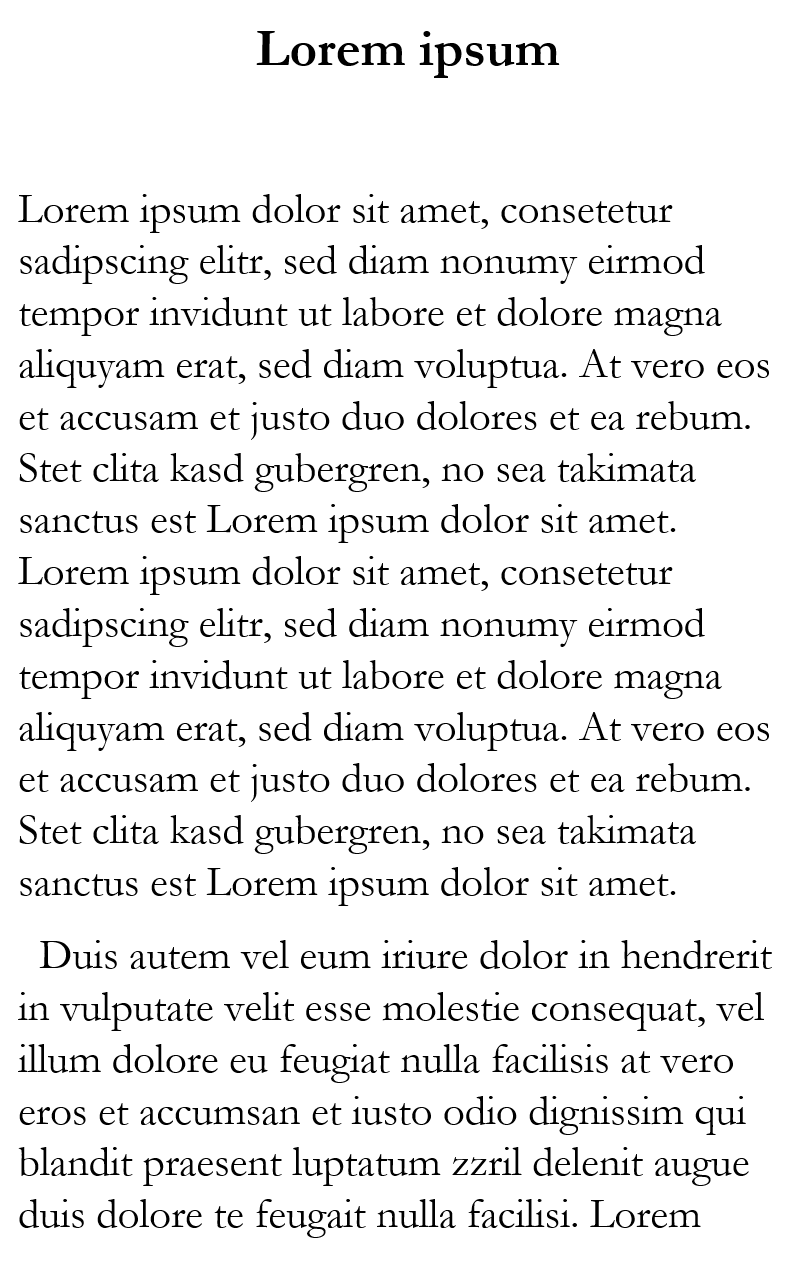 Lorem ipsum
Lorem ipsum dolor sit amet, consetetur
sadipscing elitr, sed diam nonumy eirmod
tempor invidunt ut labore et dolore magna
aliquyam erat, sed diam voluptua. At vero eos
et accusam et justo duo dolores et ea rebum.
Stet clita kasd gubergren, no sea takimata
sanctus est Lorem ipsum dolor sit amet.
Lorem ipsum dolor sit amet, consetetur
sadipscing elitr, sed diam nonumy eirmod
tempor invidunt ut labore et dolore magna
aliquyam erat, sed diam voluptua. At vero eos
et accusam et justo duo dolores et ea rebum.
Stet clita kasd gubergren, no sea takimata
sanctus est Lorem ipsum dolor sit amet.
Duis autem vel eum iriure dolor in hendrerit
in vulputate velit esse molestie consequat, vel
illum dolore eu feugiat nulla facilisis at vero
eros et accumsan et iusto odio dignissim qui
blandit praesent luptatum zzril delenit augue
duis dolore te feugait nulla facilisi. Lorem